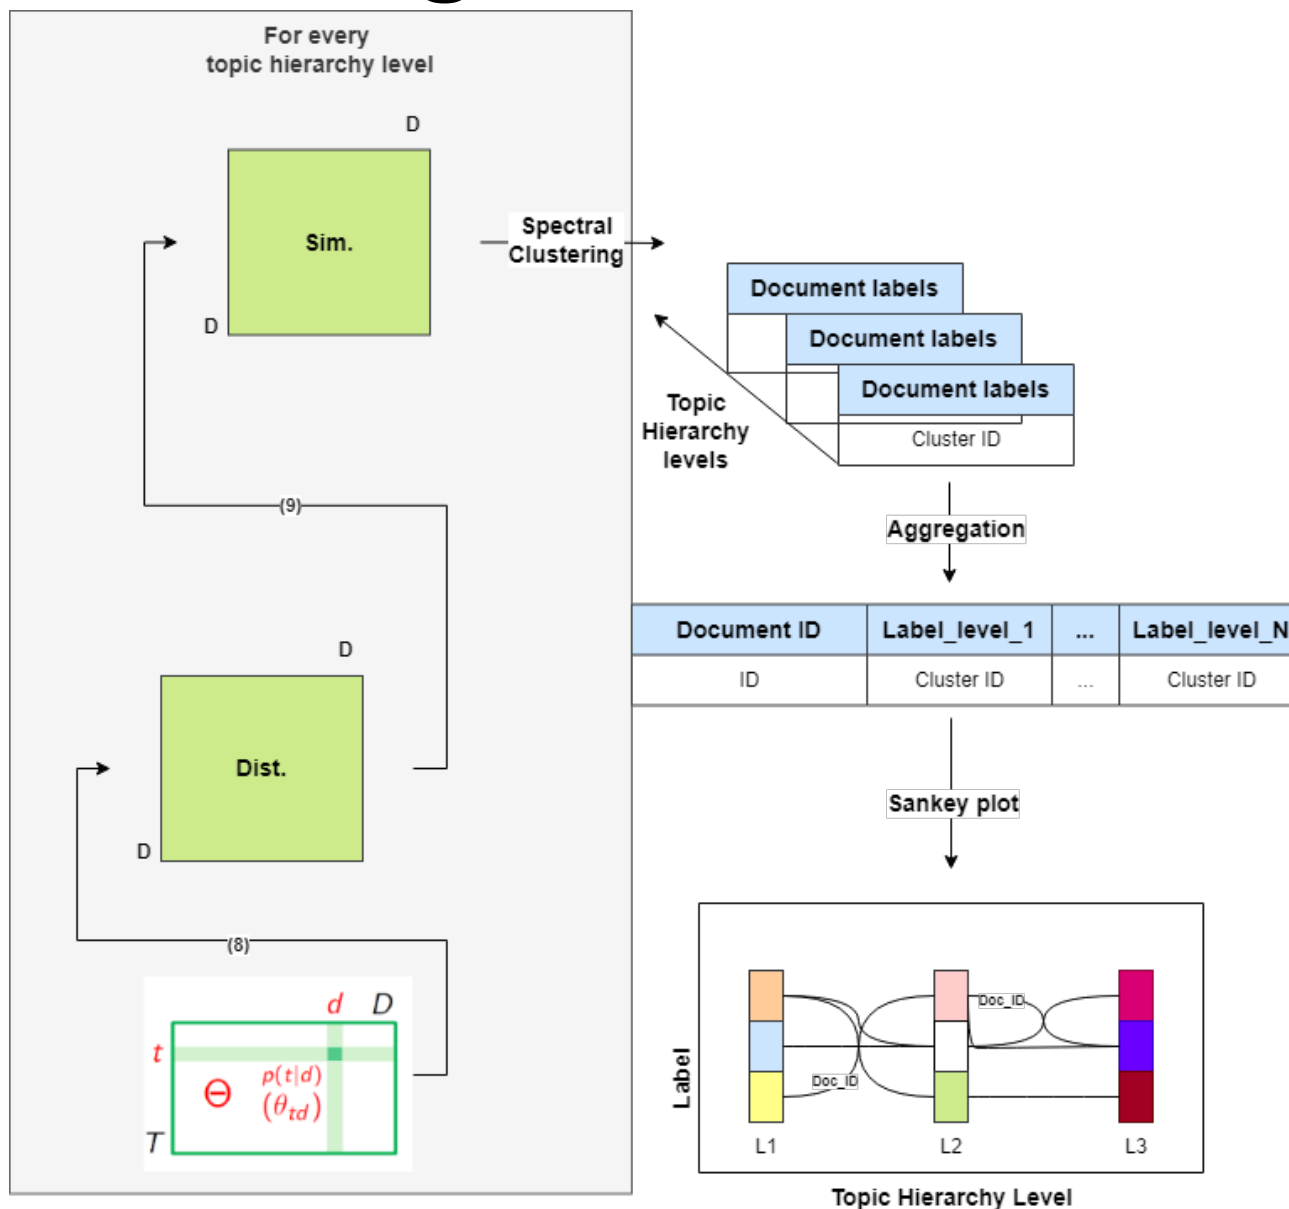 For every
topic hierarchy level
D
Sim.
D
Spectral
Clustering
Document labels
Document labels
Document labels
Cluster ID
Topic
Hierarchy
levels
(9)
Aggregation
Document ID Label_level_1 ... Label_level_N
ID Cluster ID ... Cluster ID
D
Dist.
D
Sankey plot
(8)
d D
t
p(t|d)
Θ (θtd)
T
Doc_ID
Doc_ID
Label
L1 L2 L3
Topic Hierarchy Level